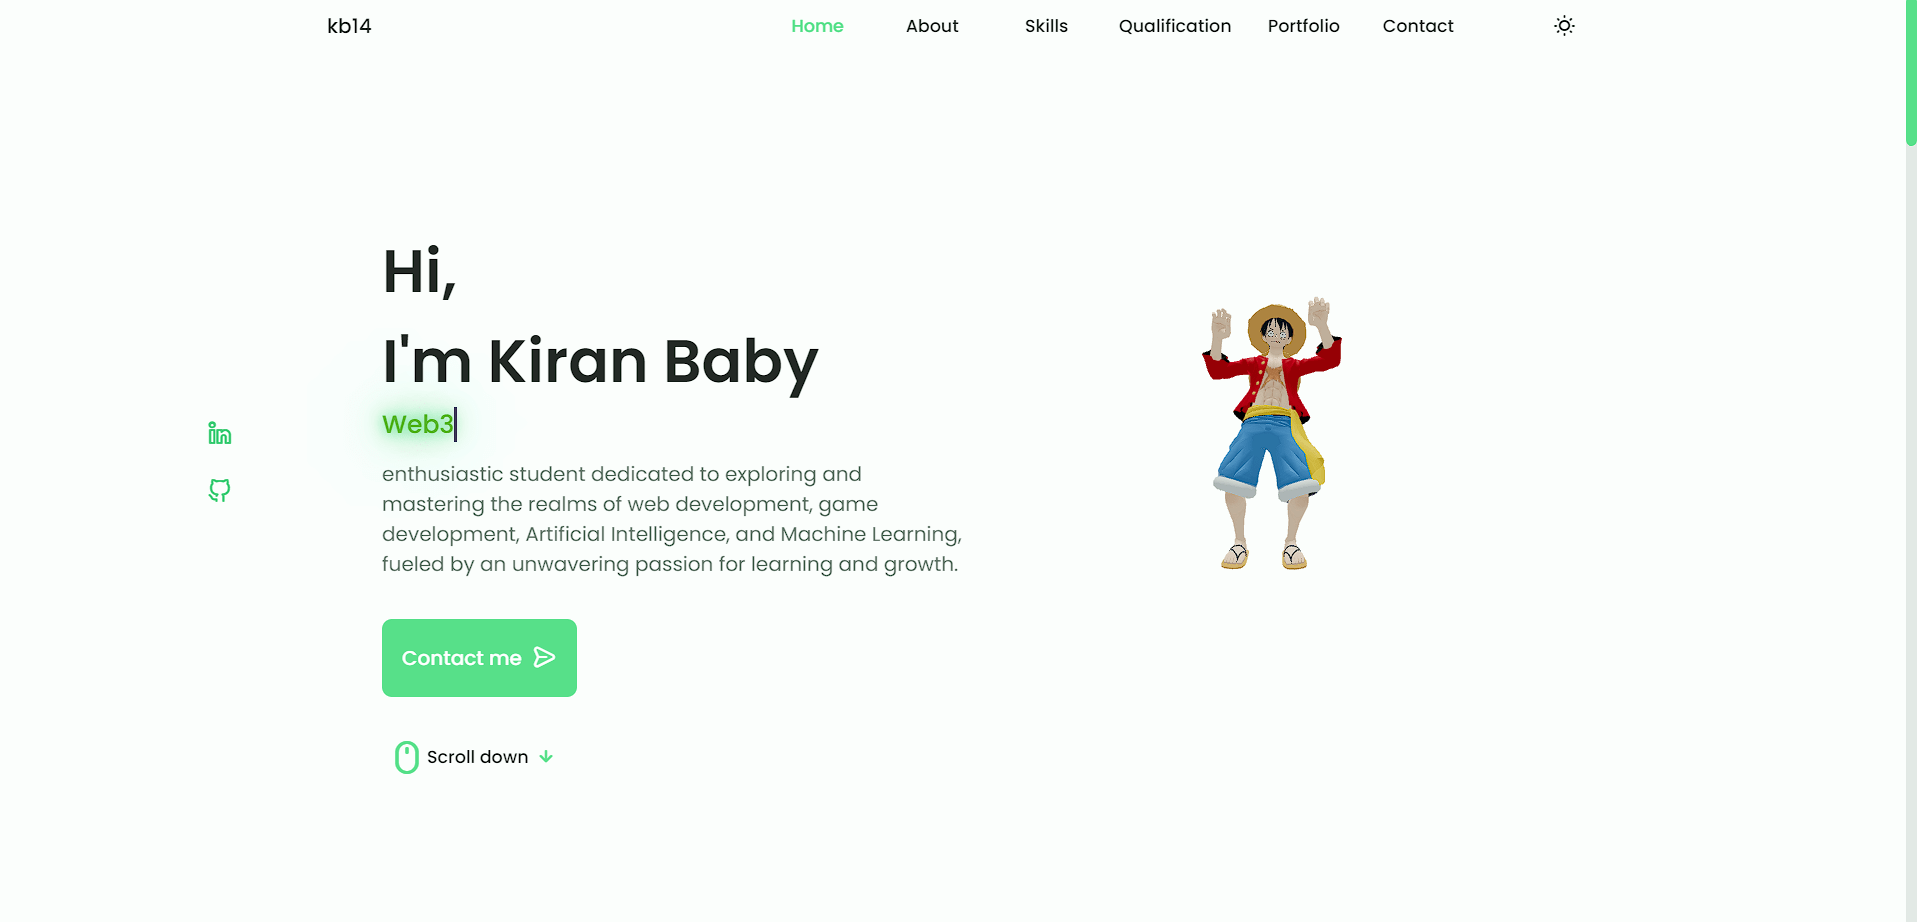 kb14
Home About Skills Qualification Portfolio Contact
Hi,
I'm Kiran Baby
Web3
enthusiastic student dedicated to exploring and
mastering the realms of web development, game
development, Artificial Intelligence, and Machine Learning,
fueled by an unwavering passion for learning and growth.
Contact me
Scroll down